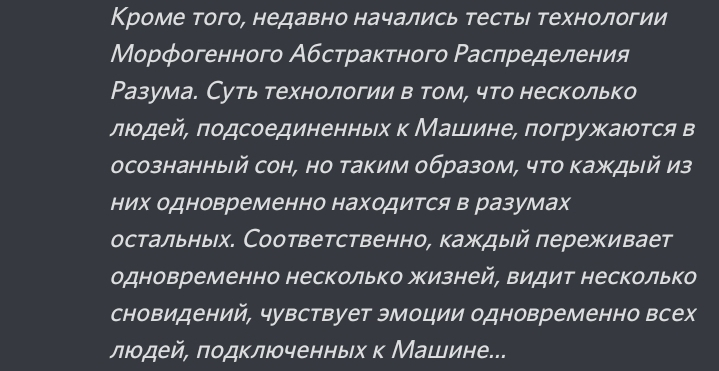 Кроме того, недавно начались тесты технологии
Морфогенного Абстрактного Распределения
Разума. Суть технологии в том, что несколько
людей, подсоединенных к Машине, погружаются в
осознанный сон, но таким образом, что каждый из
них одновременно находится в разумах
остальных. Соответственно, каждый переживает
одновременно несколько жизней, видит несколько
сновидений, чувствует эмоции одновременно всех
людей, подключенных к Машине...